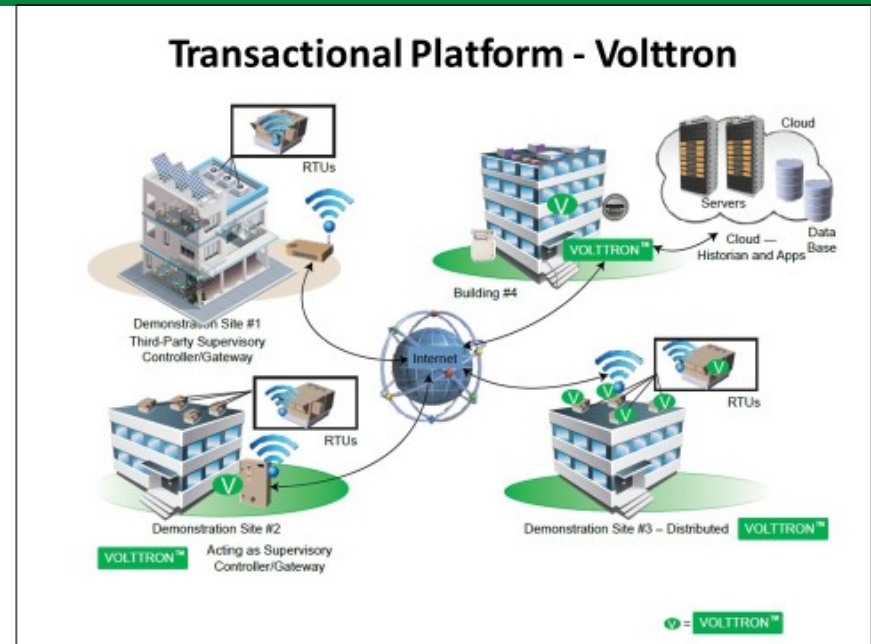 Transactional Platform - Volttron
RTUs
Demonstration Site #1
Third-Party Supervisory
Controller/Gateway
V
VOLTTRON™
Building #4
Cloud
Servers
Data
Base
Cloud —
Historian and Apps
Internet
RTUs
V
Demonstration Site #2
VOLTTRON™
Acting as Supervisory
Controller/Gateway
V
V
V
V
V
RTUs
Demonstration Site #3 – Distributed
VOLTTRON™
V = VOLTTRON™